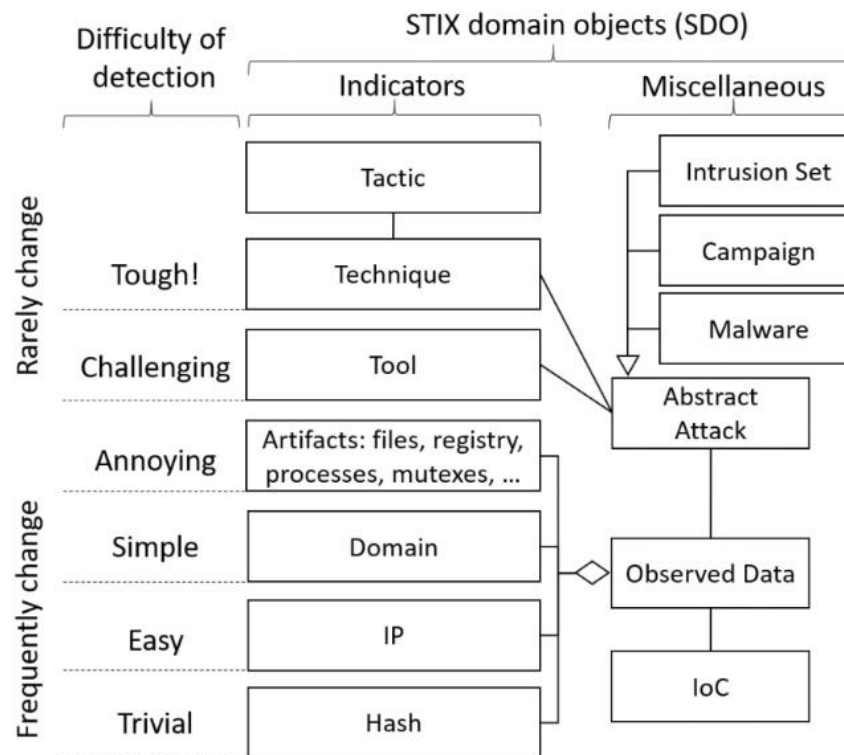 Difficulty of
detection
STIX domain objects (SDO)
Indicators
Miscellaneous
Rarely change
Frequently change
Tough!
Challenging
Annoying
Simple
Easy
Trivial
Tactic
Technique
Tool
Artifacts: files, registry,
processes, mutexes, ...
Domain
IP
Hash
Intrusion Set
Campaign
Malware
Abstract
Attack
Observed Data
IoC